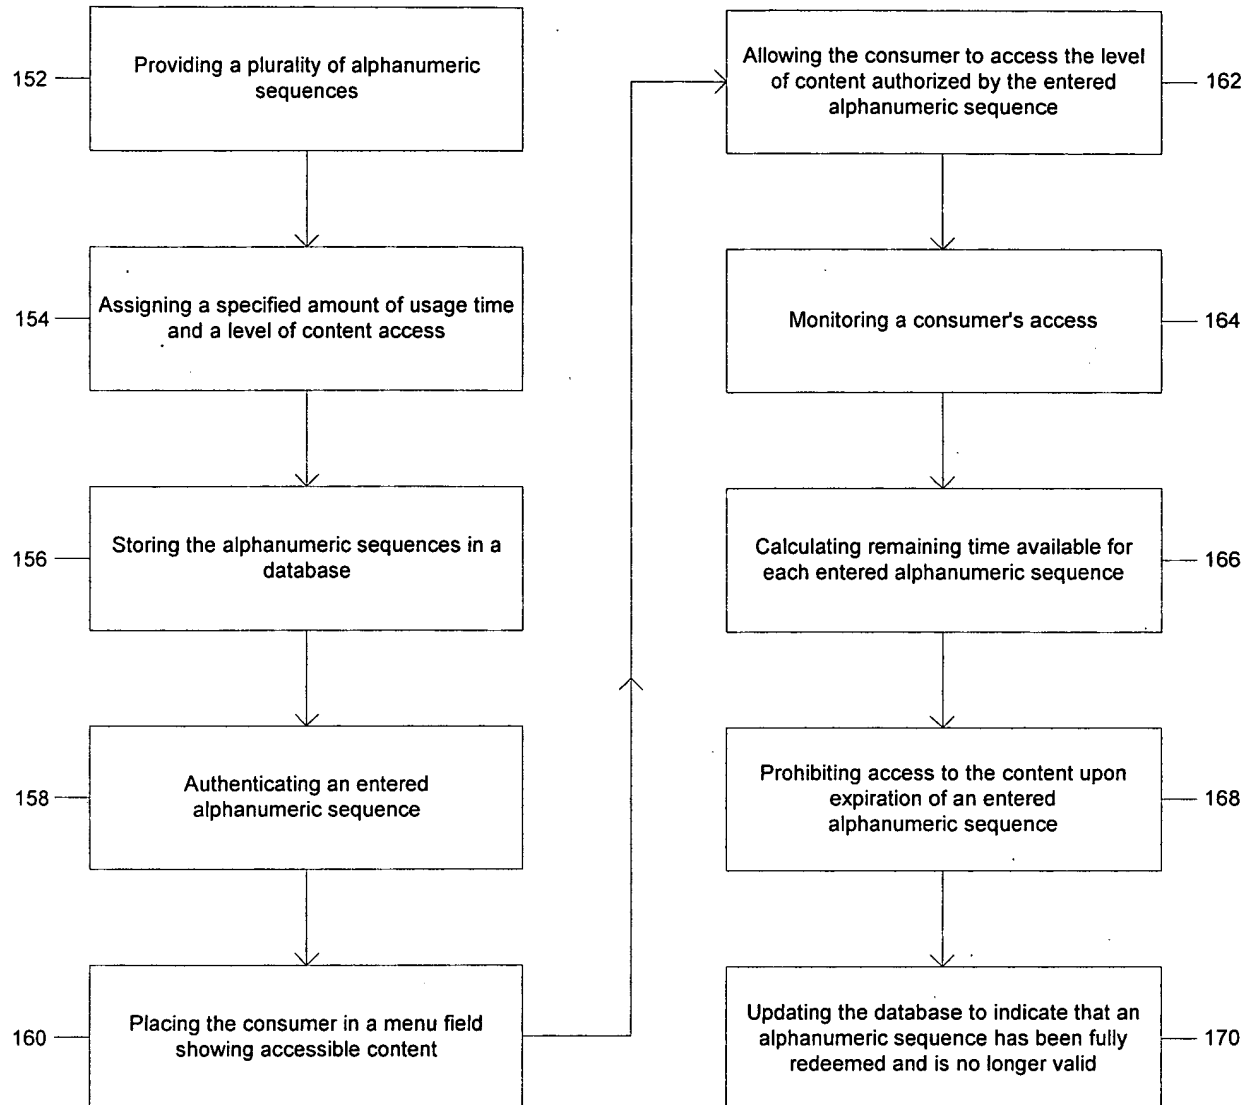 152
Providing a plurality of alphanumeric
sequences
154
Assigning a specified amount of usage time
and a level of content access
156
Storing the alphanumeric sequences in a
database
158
Authenticating an entered
alphanumeric sequence
160
Placing the consumer in a menu field
showing accessible content
Allowing the consumer to access the level
of content authorized by the entered
alphanumeric sequence
162
Monitoring a consumer's access
164
Calculating remaining time available for
each entered alphanumeric sequence
166
Prohibiting access to the content upon
expiration of an entered
alphanumeric sequence
168
Updating the database to indicate that an
alphanumeric sequence has been fully
redeemed and is no longer valid
170